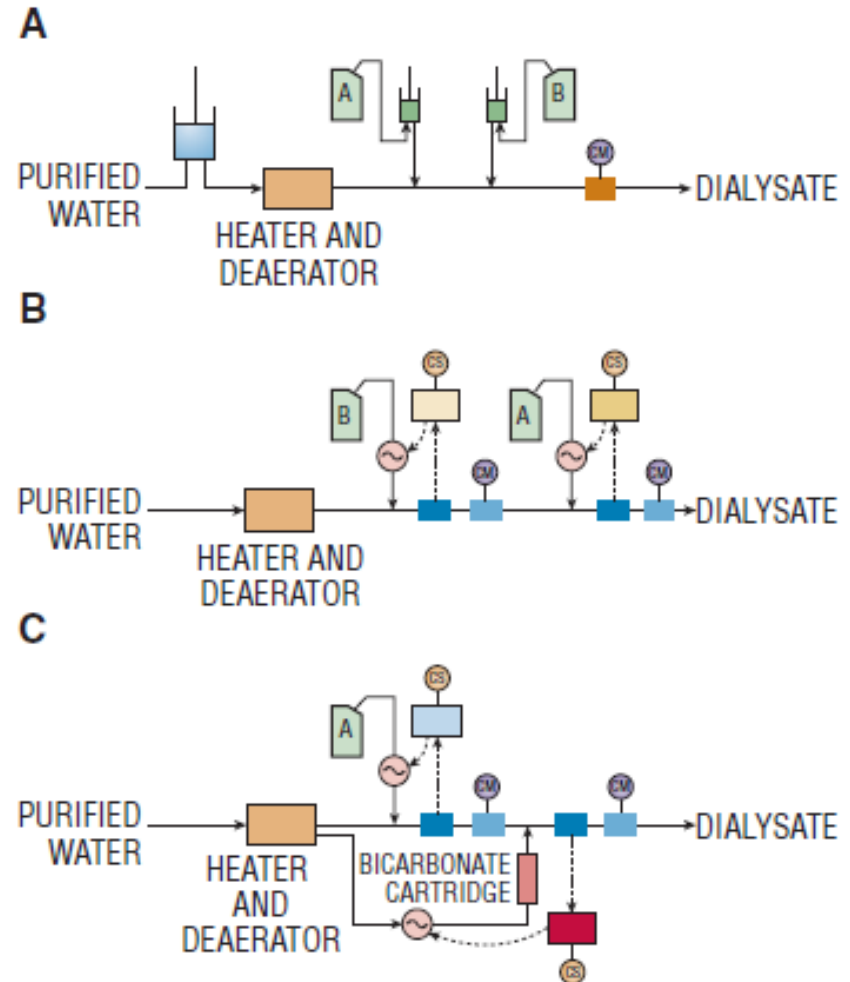 A
A
B
CM
PURIFIED
WATER
DIALYSATE
HEATER AND
DEAERATOR
B
CS
CS
B
A
CM
CM
PURIFIED
WATER
DIALYSATE
HEATER AND
DEAERATOR
C
CS
A
CM
CM
PURIFIED
WATER
DIALYSATE
HEATER
AND
DEAERATOR
BICARBONATE
CARTRIDGE
CS